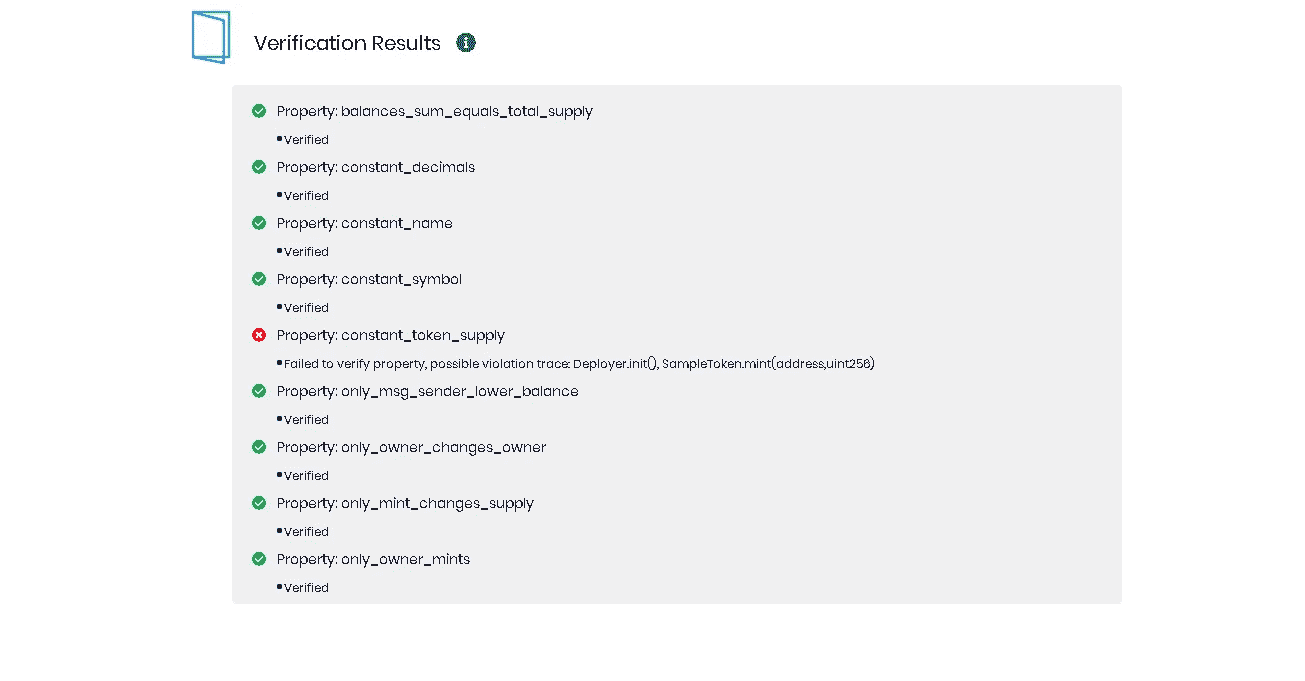 Verification Results
Property: balances_sum_equals_total_supply
•Verified
Property: constant_decimals
•Verified
Property: constant_name
•Verified
Property: constant_symbol
•Verified
Property: constant_token_supply
•Failed to verify property, possible violation trace: Deployer.init(), SampleToken.mint(address,uint256)
Property: only_msg_sender_lower_balance
•Verified
Property: only_owner_changes_owner
•Verified
Property: only_mint_changes_supply
•Verified
Property: only_owner_mints
•Verified